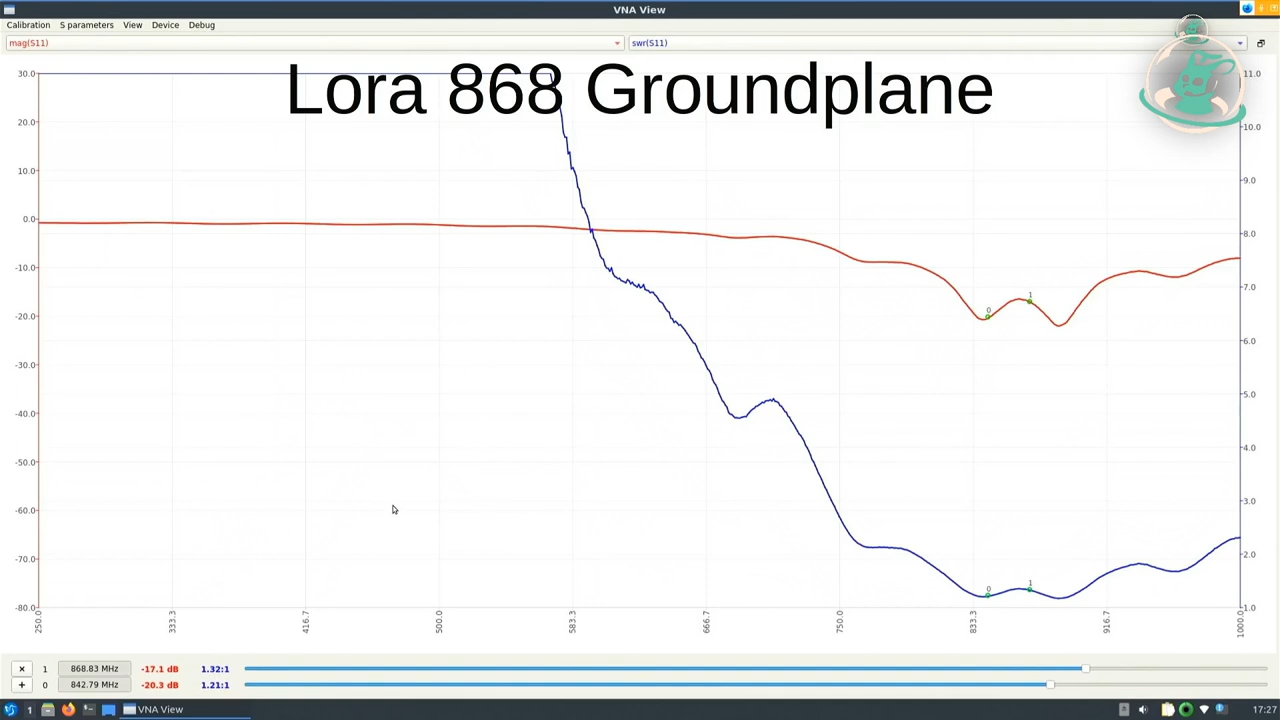 VNA View
Calibration S parameters View Device Debug
mag(S11) swr(S11)
Lora 868 Groundplane
30.0 11.0
20.0 10.0
10.0 9.0
0.0 8.0
-10.0 7.0
-20.0 6.0
-30.0 5.0
-40.0 4.0
-50.0 3.0
-60.0 2.0
-70.0 1.0
-80.0
0 1
0 1
250.0 333.3 416.7 500.0 583.3 666.7 750.0 833.3 916.7 1000.0
× 1 868.83 MHz -17.1 dB 1.32:1
+ 0 842.79 MHz -20.3 dB 1.21:1
1 VNA View 17:27